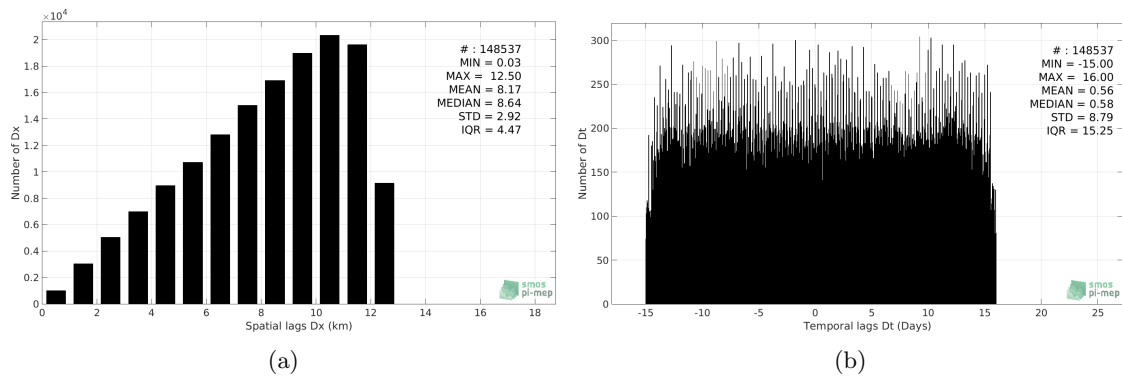 ×10⁴
2
1.8
1.6
1.4
1.2
1
0.8
0.6
0.4
0.2
0
Number of Dx
# : 148537
MIN = 0.03
MAX = 12.50
MEAN = 8.17
MEDIAN = 8.64
STD = 2.92
IQR = 4.47
smos
pi-mep
0 2 4 6 8 10 12 14 16 18
Spatial lags Dx (km)
(a)
300
250
200
150
100
50
0
Number of Dt
# : 148537
MIN = -15.00
MAX = 16.00
MEAN = 0.56
MEDIAN = 0.58
STD = 8.79
IQR = 15.25
smos
pi-mep
-15 -10 -5 0 5 10 15 20 25
Temporal lags Dt (Days)
(b)